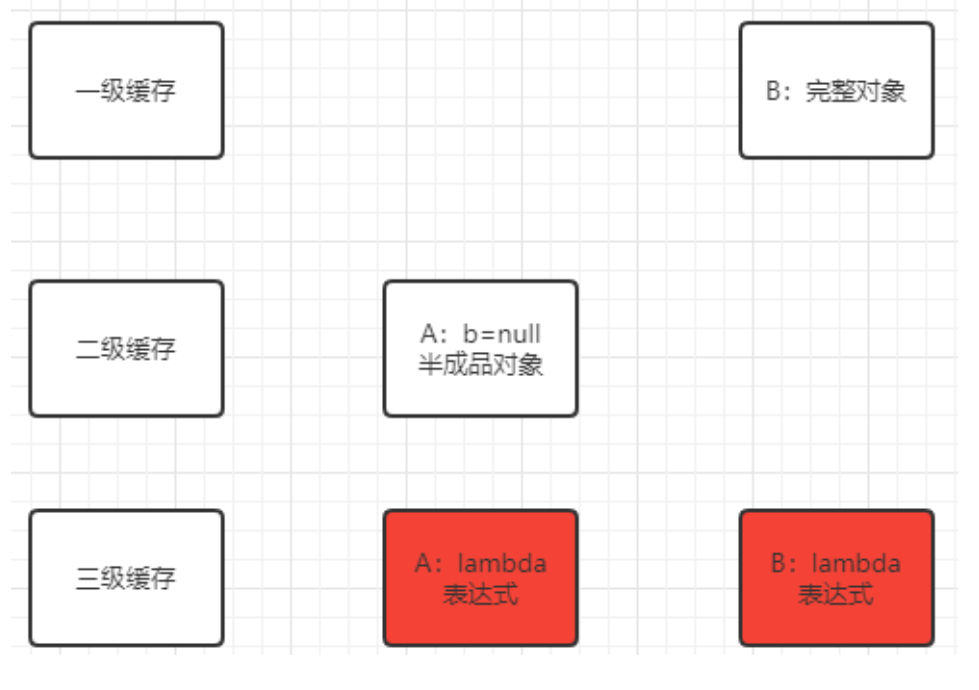 一级缓存
B：完整对象
二级缓存
A：b=null
半成品对象
三级缓存
A：lambda
表达式
B：lambda
表达式